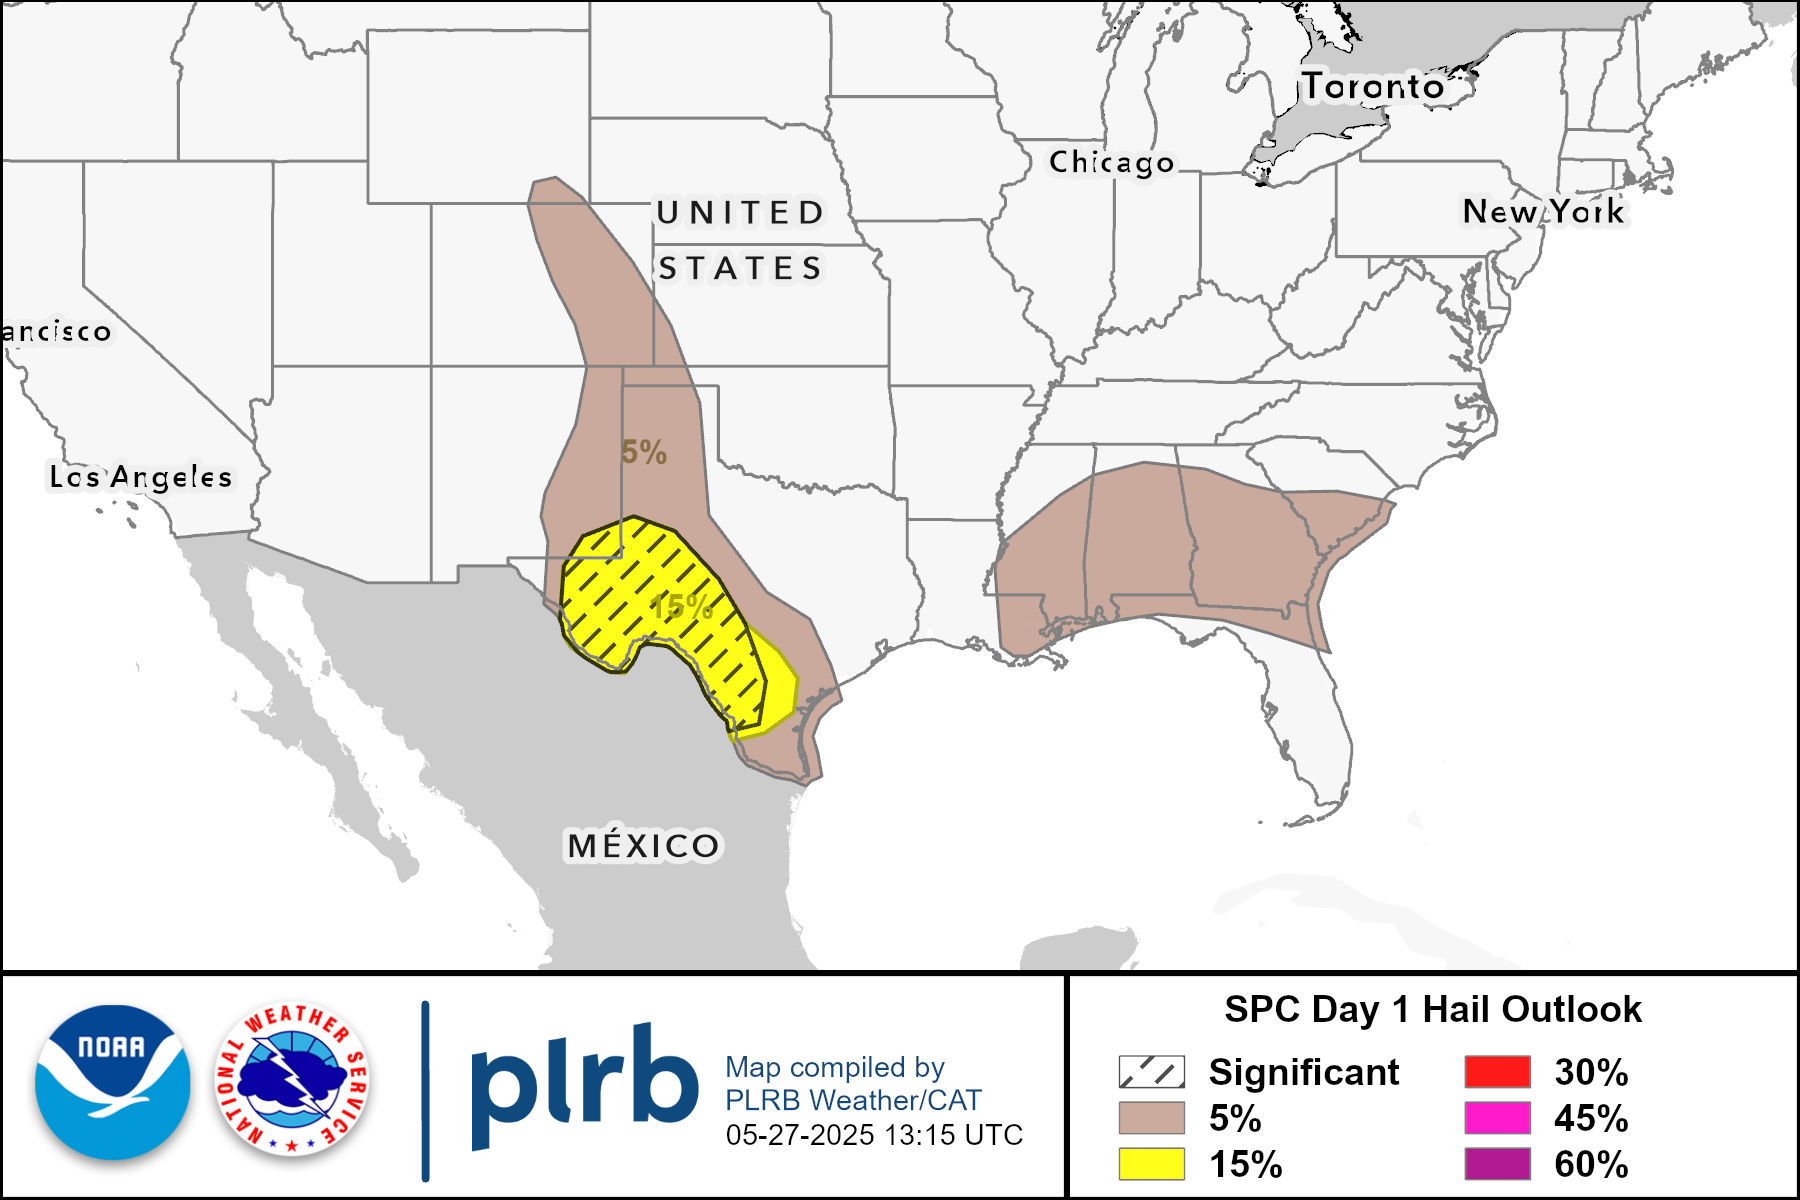 Toronto
Chicago
UNITED
New York
STATES
ancisco
5%
Los Angeles
15%
MÉXICO
NOAA
NATIONAL WEATHER SERVICE
plrb
Map compiled by
PLRB Weather/CAT
05-27-2025 13:15 UTC
SPC Day 1 Hail Outlook
Significant
5%
15%
30%
45%
60%